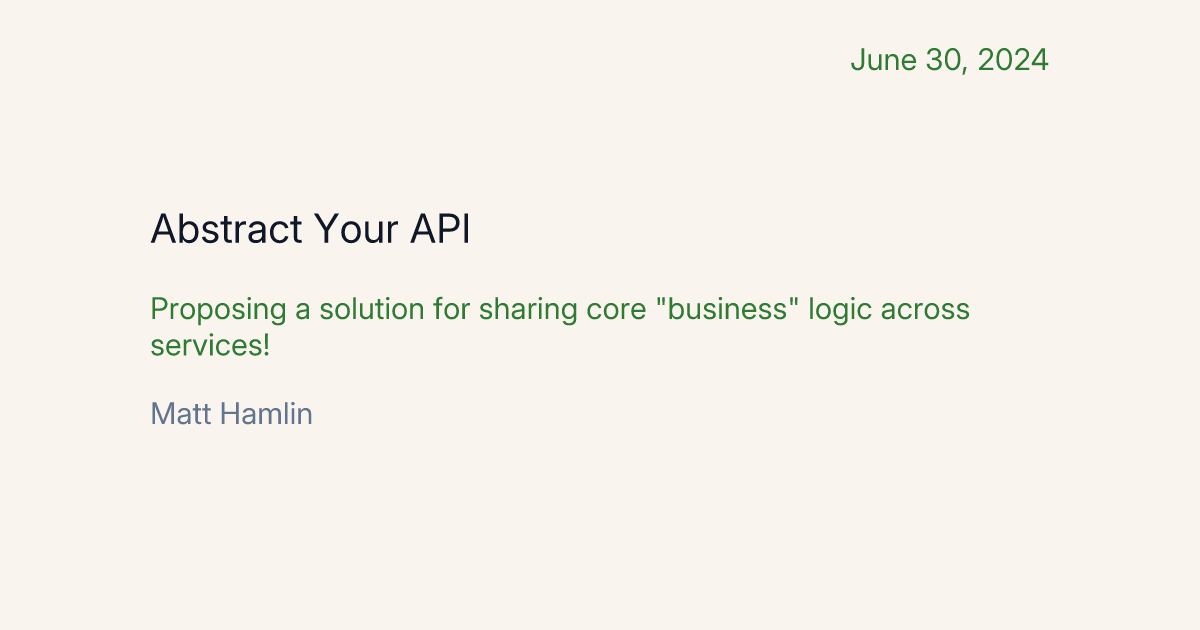 June 30, 2024
Abstract Your API
Proposing a solution for sharing core "business" logic across
services!
Matt Hamlin